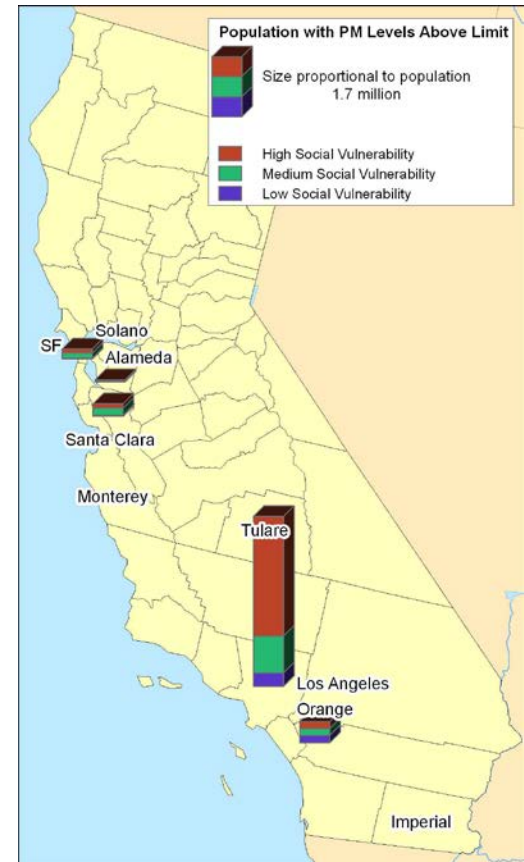 Population with PM Levels Above Limit
Size proportional to population
1.7 million
High Social Vulnerability
Medium Social Vulnerability
Low Social Vulnerability
Solano
SF
Alameda
Santa Clara
Monterey
Tulare
Los Angeles
Orange
Imperial